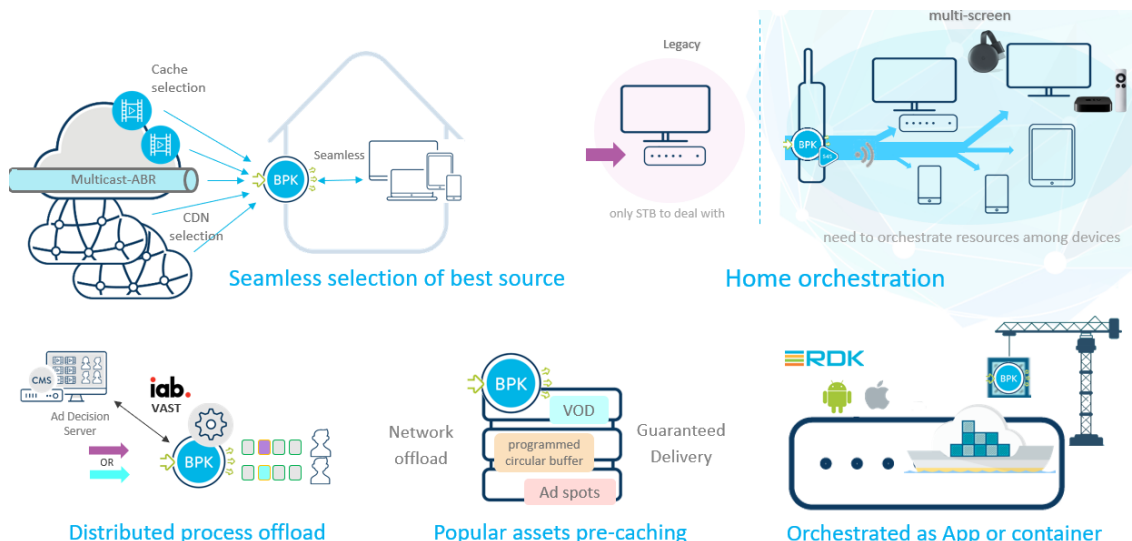 Cache
selection
Multicast-ABR
CDN
selection
BPK
Seamless
Seamless selection of best source
Legacy
only STB to deal with
multi-screen
BPK
need to orchestrate resources among devices
Home orchestration
CMS
Ad Decision
Server
iab.
VAST
OR
BPK
Distributed process offload
BPK
VOD
Network
offload
programmed
circular buffer
Guaranteed
Delivery
Ad spots
Popular assets pre-caching
RDK
BPK
Orchestrated as App or container